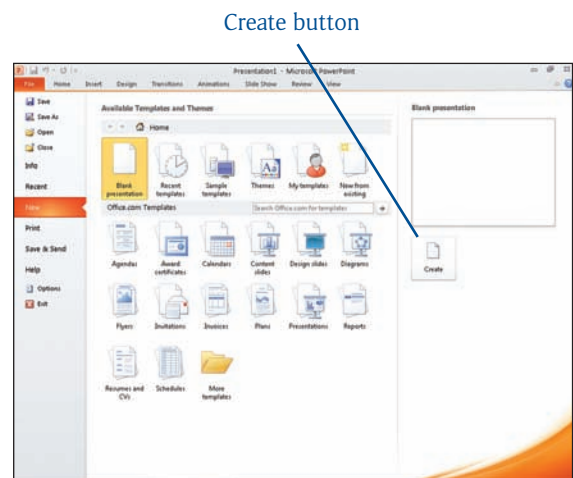 Create button
Presentation1 - Microsoft PowerPoint
File Home Insert Design Transitions Animations Slide Show Review View
Save
Save As
Open
Close
Info
Recent
New
Print
Save & Send
Help
Options
Exit
Available Templates and Themes
Home
Blank presentation
Recent templates
Sample templates
Themes
My templates
New from existing
Office.com Templates
Search Office.com for templates
Agendas
Award certificates
Calendars
Content slides
Design slides
Diagrams
Flyers
Invitations
Invoices
Plans
Presentations
Reports
Resumes and CVs
Schedules
More templates
Blank presentation
Create